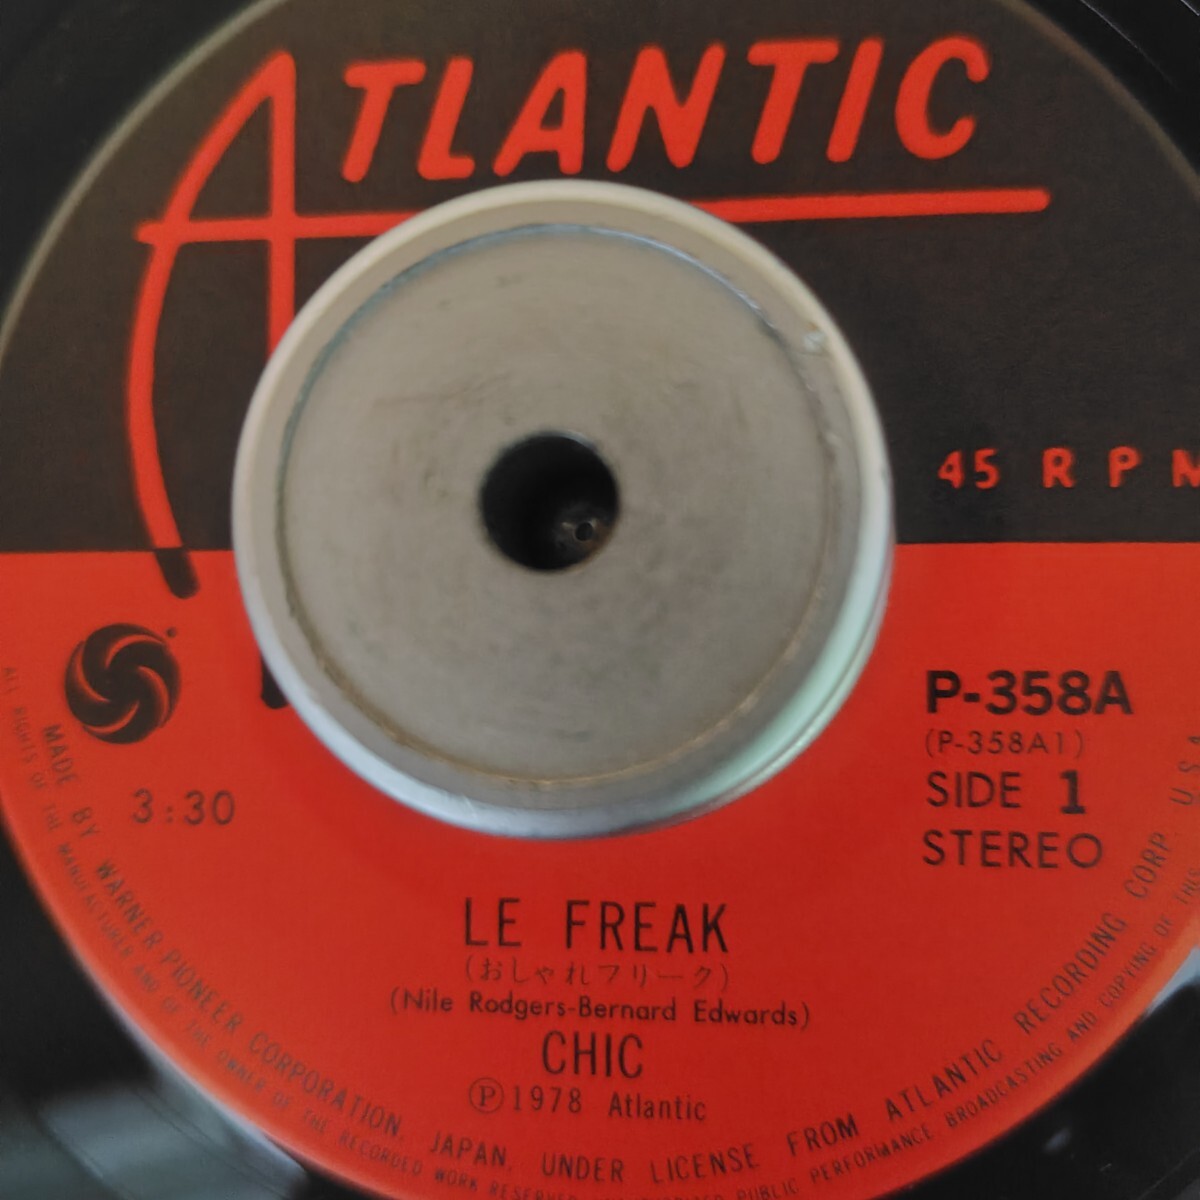 ATLANTIC
45 RPM
P-358A
(P-358A1)
SIDE 1
STEREO
3:30
LE FREAK
(おしゃれフリーク)
(Nile Rodgers-Bernard Edwards)
CHIC
Ⓟ1978 Atlantic
MADE BY WARNER-PIONEER CORPORATION, JAPAN, UNDER LICENSE FROM ATLANTIC RECORDING CORP. U.S.A.
ALL RIGHTS OF THE MANUFACTURER AND OF THE OWNER OF THE RECORDED WORK RESERVED PUBLIC PERFORMANCE BROADCASTING AND COPYING OF THIS